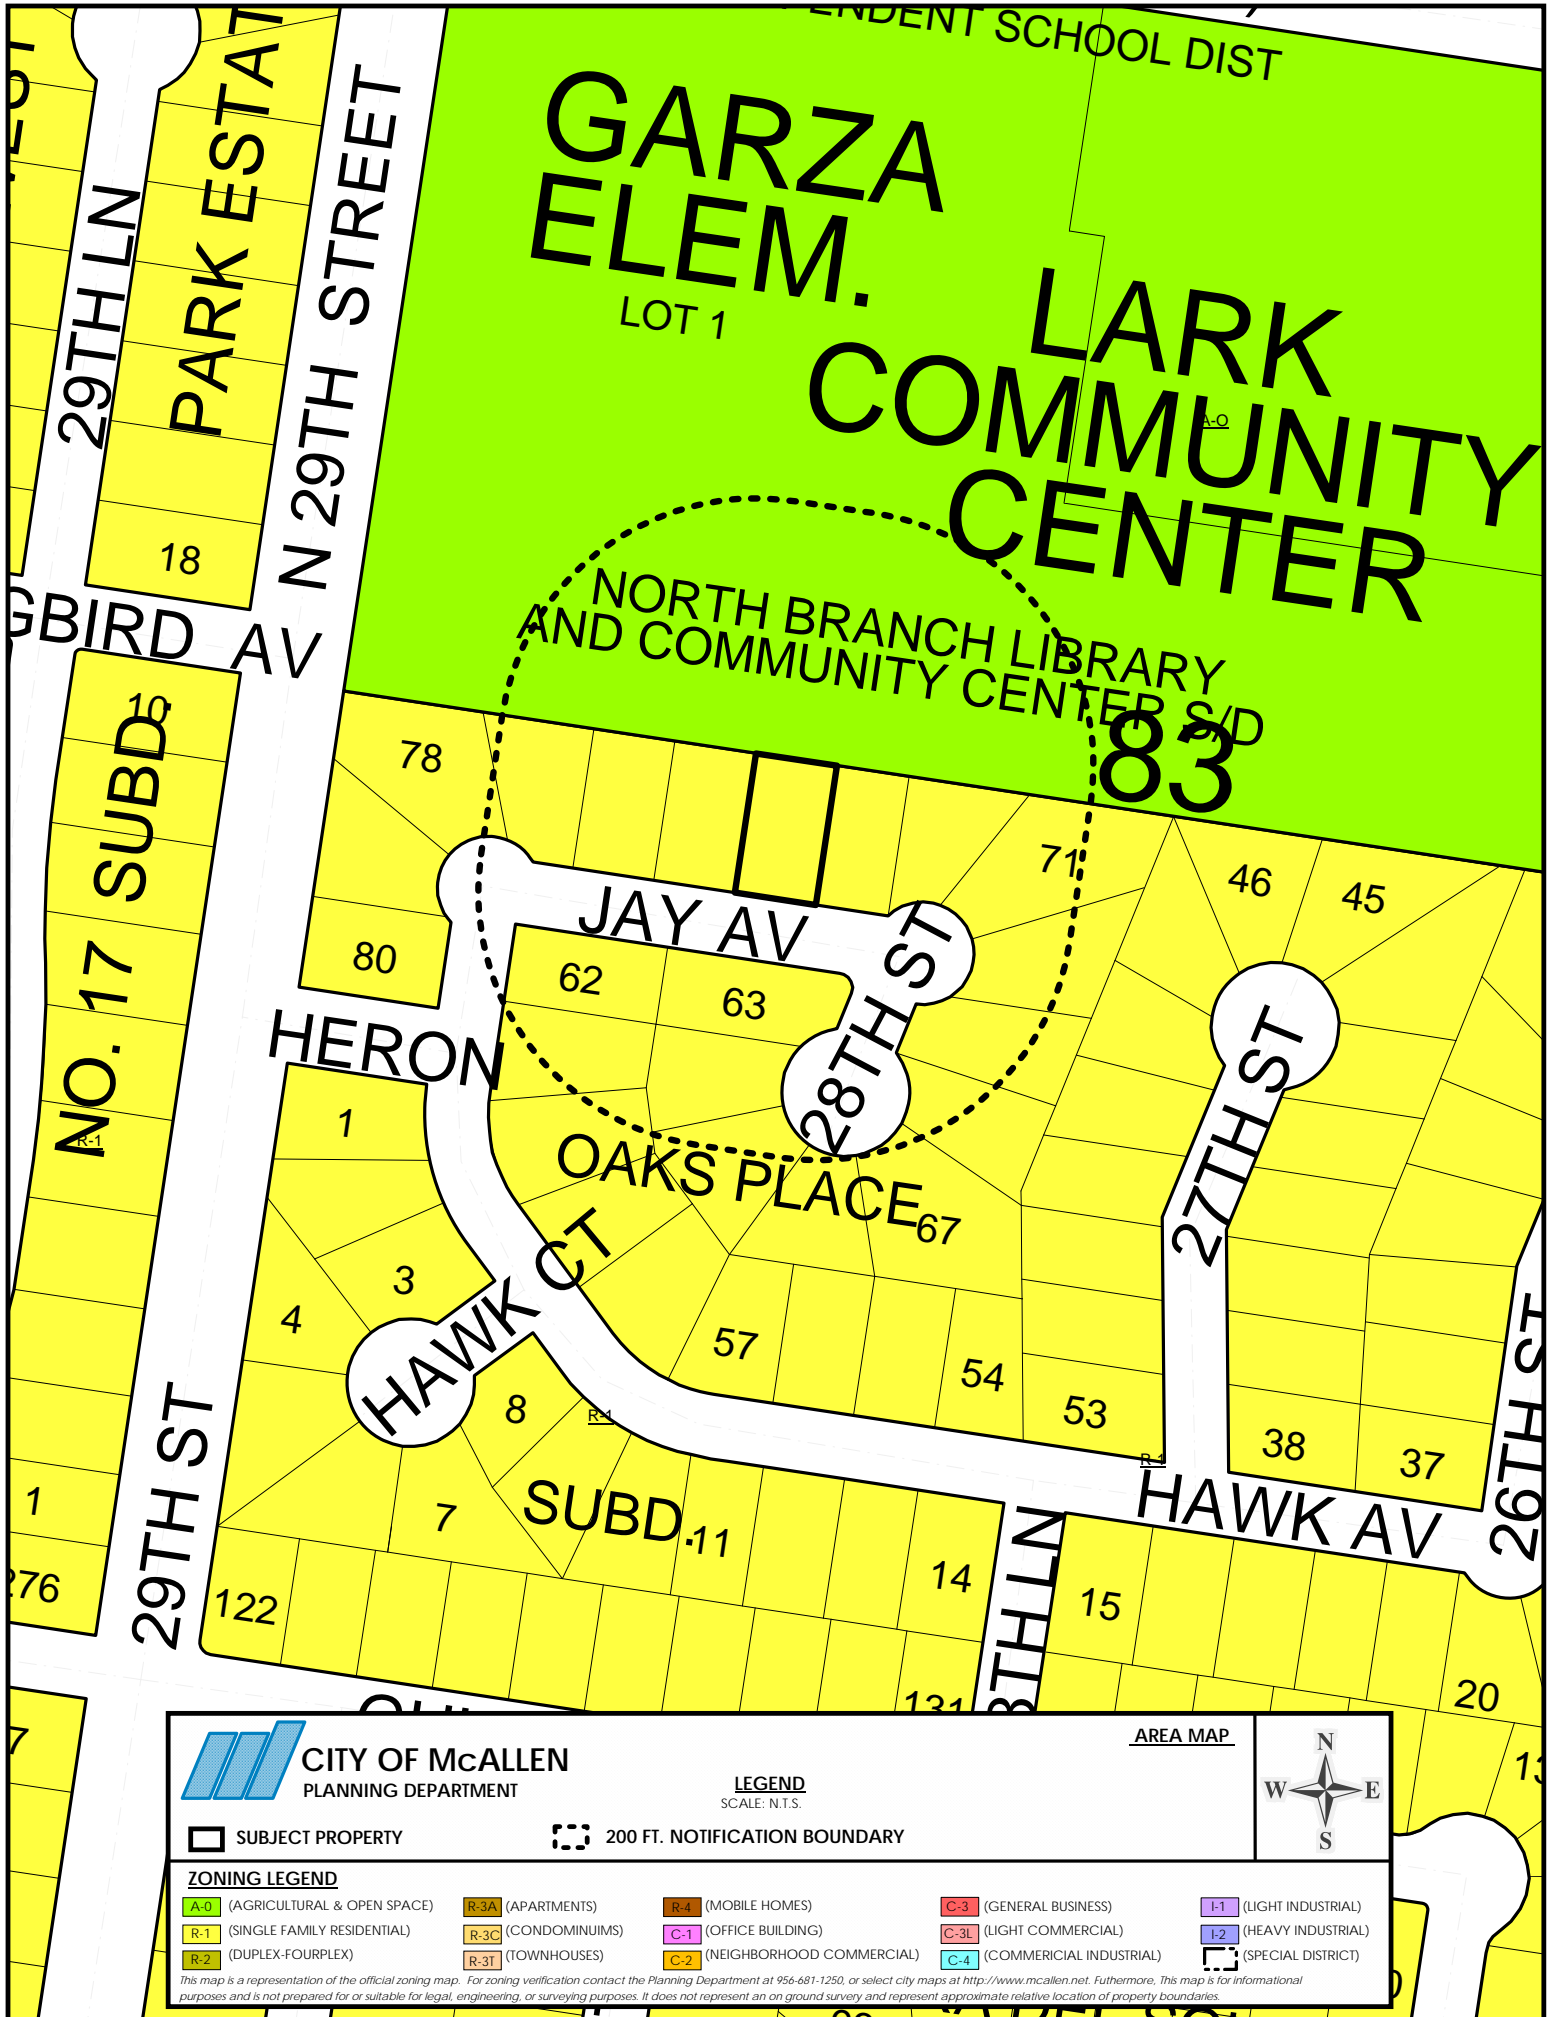 SCHOOL DIST
GARZA
ELEM.
LOT 1
LARK
COMMUNITY
CENTER
A-O
29TH LN
PARK ESTAT
N 29TH STREET
18
AV
NORTH BRANCH LIBRARY
AND COMMUNITY CENTER S/D
83
10
NO. 17 SUBD.
R-1
78
71
46
45
JAY AV
80
62
63
28TH ST
27TH ST
HERON
1
OAKS PLACE
67
3
4
HAWK CT
57
54
53
8
R-1
R-1
38
37
26TH ST
HAWK AV
1
7
SUBD.
11
14
15
29TH ST
276
122
131
20
7
CITY OF McALLEN
PLANNING DEPARTMENT
LEGEND
SCALE: N.T.S.
AREA MAP
N
W E
S
SUBJECT PROPERTY
200 FT. NOTIFICATION BOUNDARY
ZONING LEGEND
A-0 (AGRICULTURAL & OPEN SPACE) R-3A (APARTMENTS) R-4 (MOBILE HOMES) C-3 (GENERAL BUSINESS) I-1 (LIGHT INDUSTRIAL)
R-1 (SINGLE FAMILY RESIDENTIAL) R-3C (CONDOMINUIMS) C-1 (OFFICE BUILDING) C-3L (LIGHT COMMERCIAL) I-2 (HEAVY INDUSTRIAL)
R-2 (DUPLEX-FOURPLEX) R-3T (TOWNHOUSES) C-2 (NEIGHBORHOOD COMMERCIAL) C-4 (COMMERICIAL INDUSTRIAL) (SPECIAL DISTRICT)
This map is a representation of the official zoning map. For zoning verification contact the Planning Department at 956-681-1250, or select city maps at http://www.mcallen.net. Futhermore, This map is for informational
purposes and is not prepared for or suitable for legal, engineering, or surveying purposes. It does not represent an on ground survey and represent approximate relative location of property boundaries.